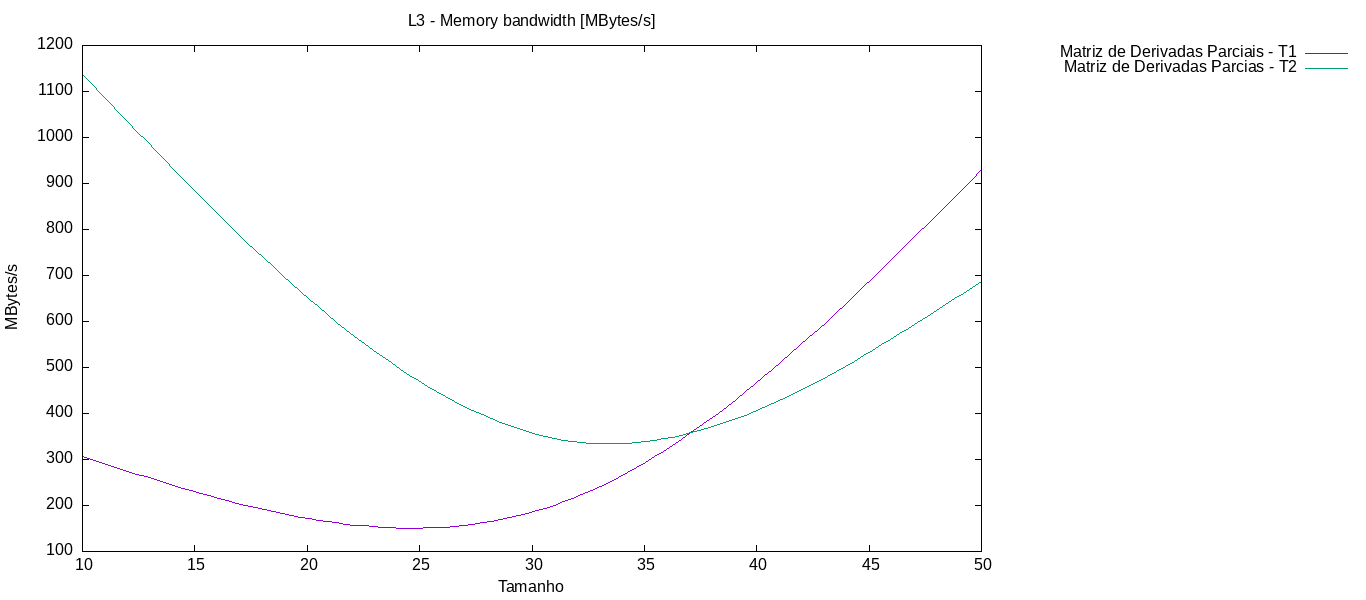 L3 - Memory bandwidth [MBytes/s]
Matriz de Derivadas Parciais - T1
Matriz de Derivadas Parcias - T2
MBytes/s
1200
1100
1000
900
800
700
600
500
400
300
200
100
10 15 20 25 30 35 40 45 50
Tamanho